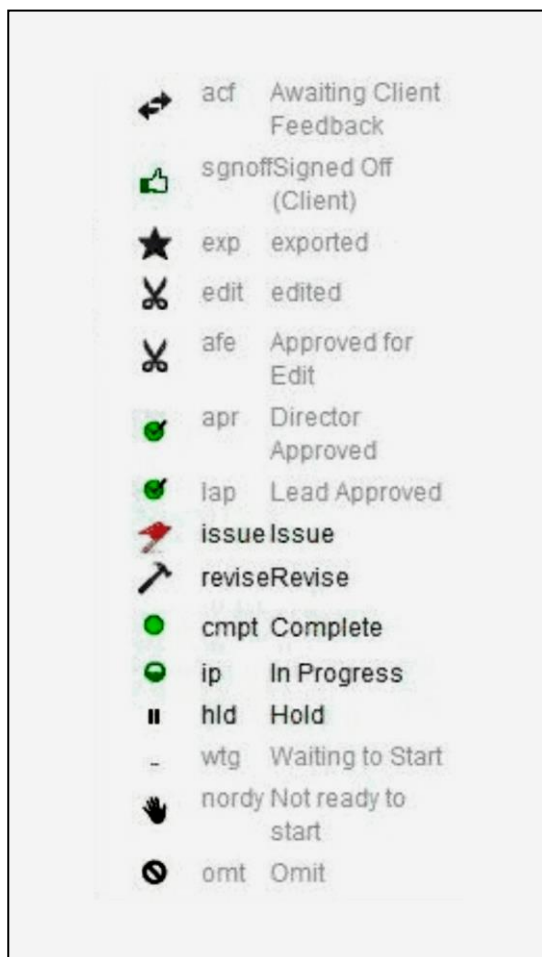 acf Awaiting Client
Feedback
sgnoffSigned Off
(Client)
exp exported
edit edited
afe Approved for
Edit
apr Director
Approved
lap Lead Approved
issue Issue
reviseRevise
cmpt Complete
ip In Progress
hld Hold
wtg Waiting to Start
nordy Not ready to
start
omt Omit